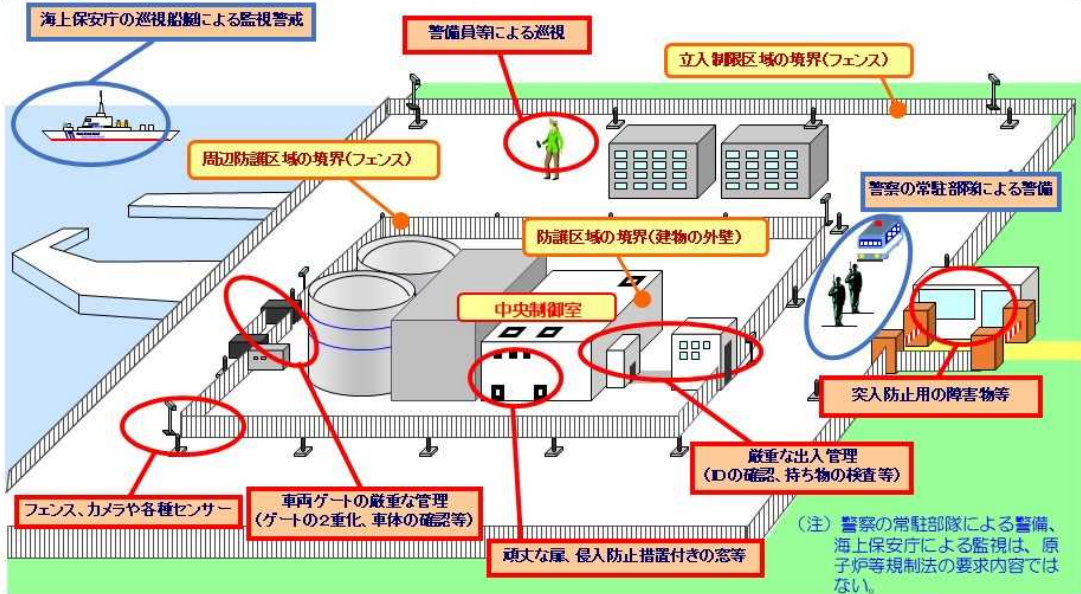 海上保安庁の巡視船艇による監視警戒
警備員等による巡視
立入制限区域の境界(フェンス)
周辺防護区域の境界(フェンス)
警察の常駐部隊による警備
防護区域の境界(建物の外壁)
中央制御室
突入防止用の障害物等
厳重な出入管理
(IDの確認、持ち物の検査等)
フェンス、カメラや各種センサー
車両ゲートの厳重な管理
(ゲートの2重化、車体の確認等)
頑丈な扉、侵入防止措置付きの窓等
(注)警察の常駐部隊による警備、
海上保安庁による監視は、原
子炉等規制法の要求内容では
ない。